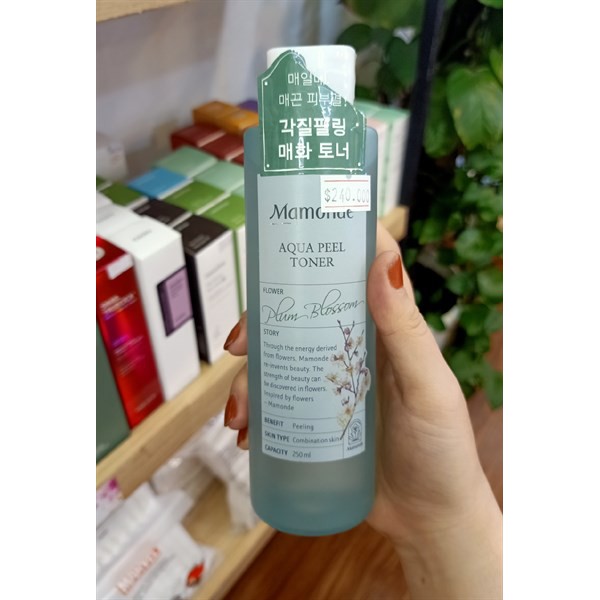 매일매
매끈 피부결!
각질필링
매화 토너
$240.000
Mamonde
AQUA PEEL
TONER
FLOWER
Plum Blossom
STORY
Through the energy derived
from flowers. Mamonde
re-invents beauty. The
strength of beauty can
be discovered in flowers.
Inspired by flowers
—Mamonde
BENEFIT Peeling
SKIN TYPE Combination skin
CAPACITY 250 ml